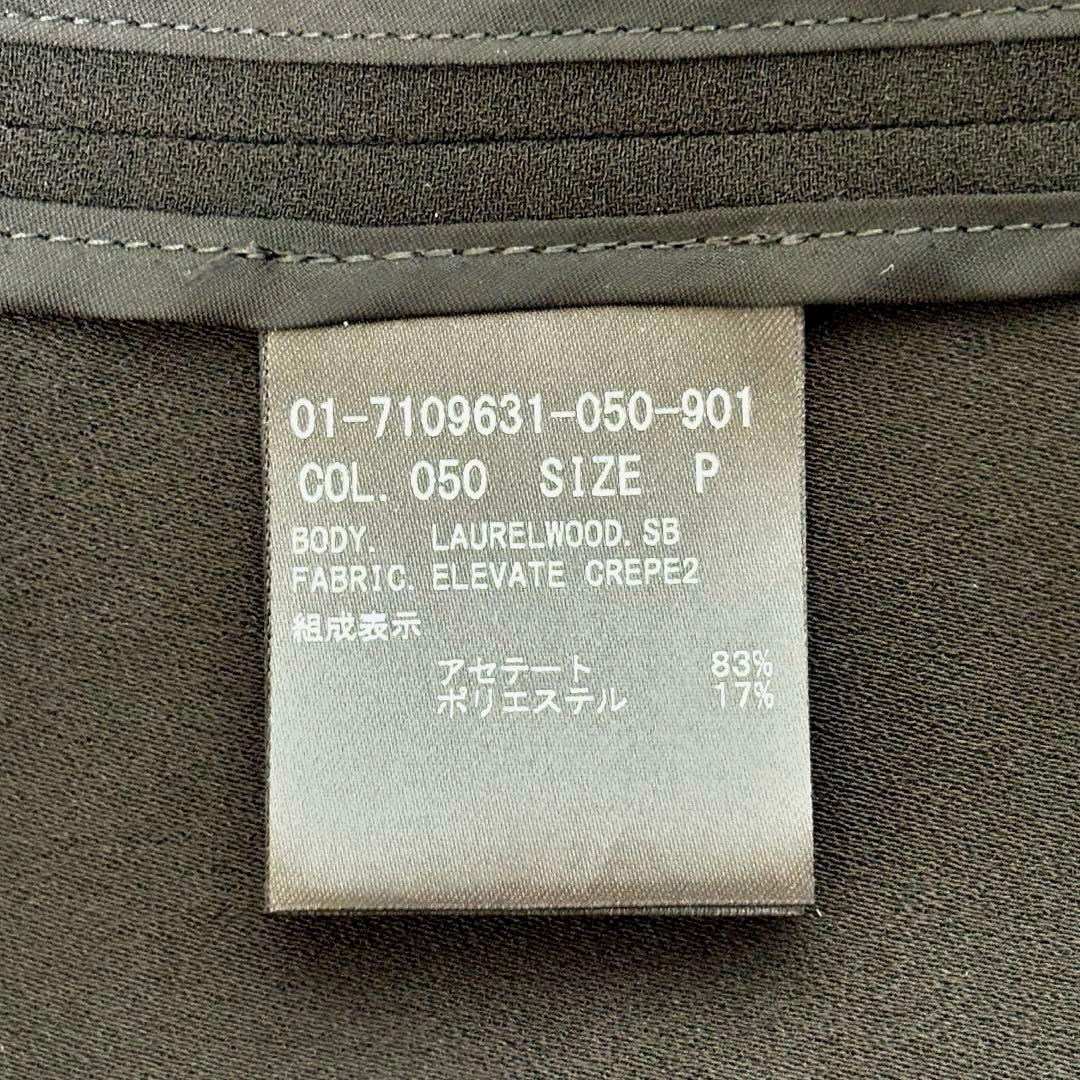 01-7109631-050-901
COL. 050 SIZE P
BODY. LAURELWOOD.SB
FABRIC. ELEVATE CREPE2
組成表示
アセテート 83%
ポリエステル 17%